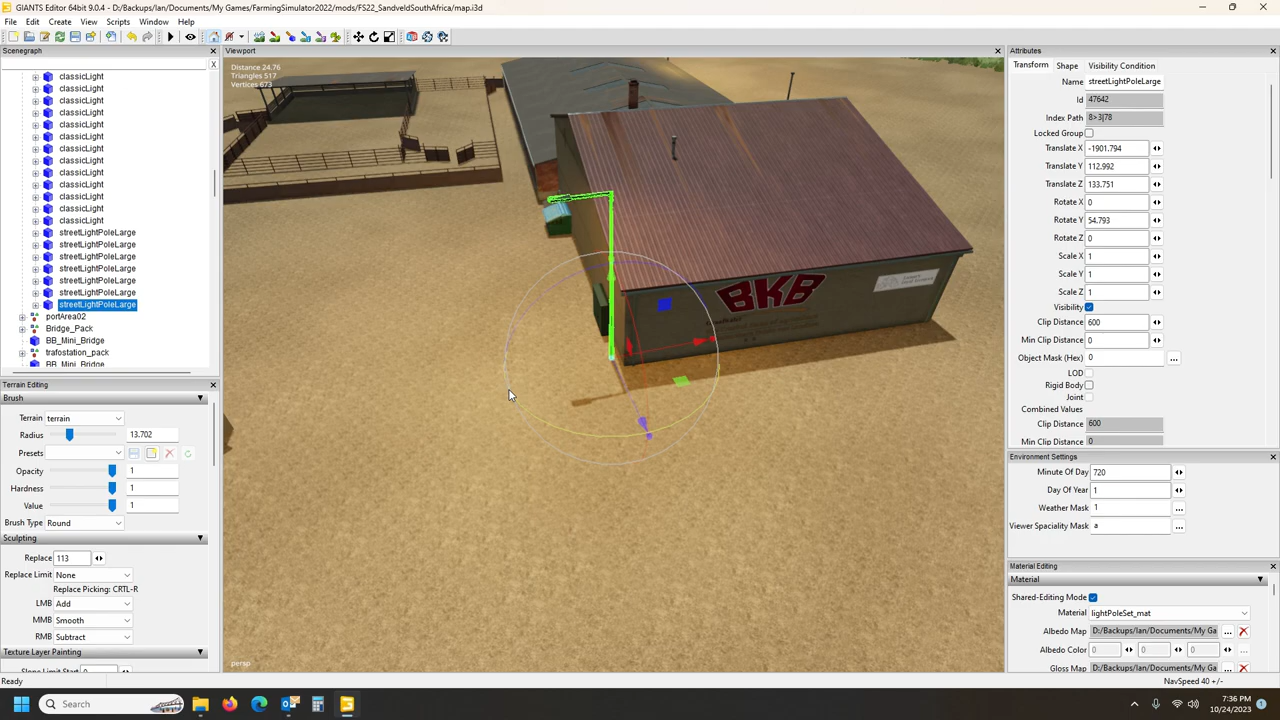 GIANTS Editor 64bit 9.0.1 - D:/Backups/Ian/Documents/My Games/FarmingSimulator2022/mods/FS22_SandveldSouthAfrica/map.i3d
File Edit Create View Scripts Window Help
Scenegraph
X
classicLight
classicLight
classicLight
classicLight
classicLight
classicLight
classicLight
classicLight
classicLight
classicLight
classicLight
classicLight
classicLight
streetLightPoleLarge
streetLightPoleLarge
streetLightPoleLarge
streetLightPoleLarge
streetLightPoleLarge
streetLightPoleLarge
streetLightPoleLarge
portArea02
Bridge_Pack
BB_Mini_Bridge
trafostation_pack
BB_Mini_Bridge
Terrain Editing
Brush
Terrain terrain
Radius 13.702
Presets
Opacity 1
Hardness 1
Value 1
Brush Type Round
Sculpting
Replace 113
Replace Limit None
Replace Picking: CRTL-R
LMB Add
MMB Smooth
RMB Subtract
Texture Layer Painting
Slope Limit Start
Ready
Viewport
Distance 24.76
Triangles 517
Vertices 673
BKB
persp
Attributes
Transform Shape Visibility Condition
Name streetLightPoleLarge
Id 47642
Index Path 8>3|78
Locked Group
Translate X -1901.794
Translate Y 112.992
Translate Z 133.751
Rotate X 0
Rotate Y 54.793
Rotate Z 0
Scale X 1
Scale Y 1
Scale Z 1
Visibility
Clip Distance 600
Min Clip Distance 0
Object Mask (Hex) 0 ...
LOD
Rigid Body
Joint
Combined Values
Clip Distance 600
Min Clip Distance 0
Environment Settings
Minute Of Day 720
Day Of Year 1
Weather Mask 1 ...
Viewer Spaciality Mask a ...
Material Editing
Material
Shared-Editing Mode
Material lightPoleSet_mat
Albedo Map D:/Backups/Ian/Documents/My Ga ...
Albedo Color 0 0 0 ...
Gloss Map D:/Backups/Ian/Documents/My Ga ...
NavSpeed 40 +/-
Search
7:36 PM
10/24/2023